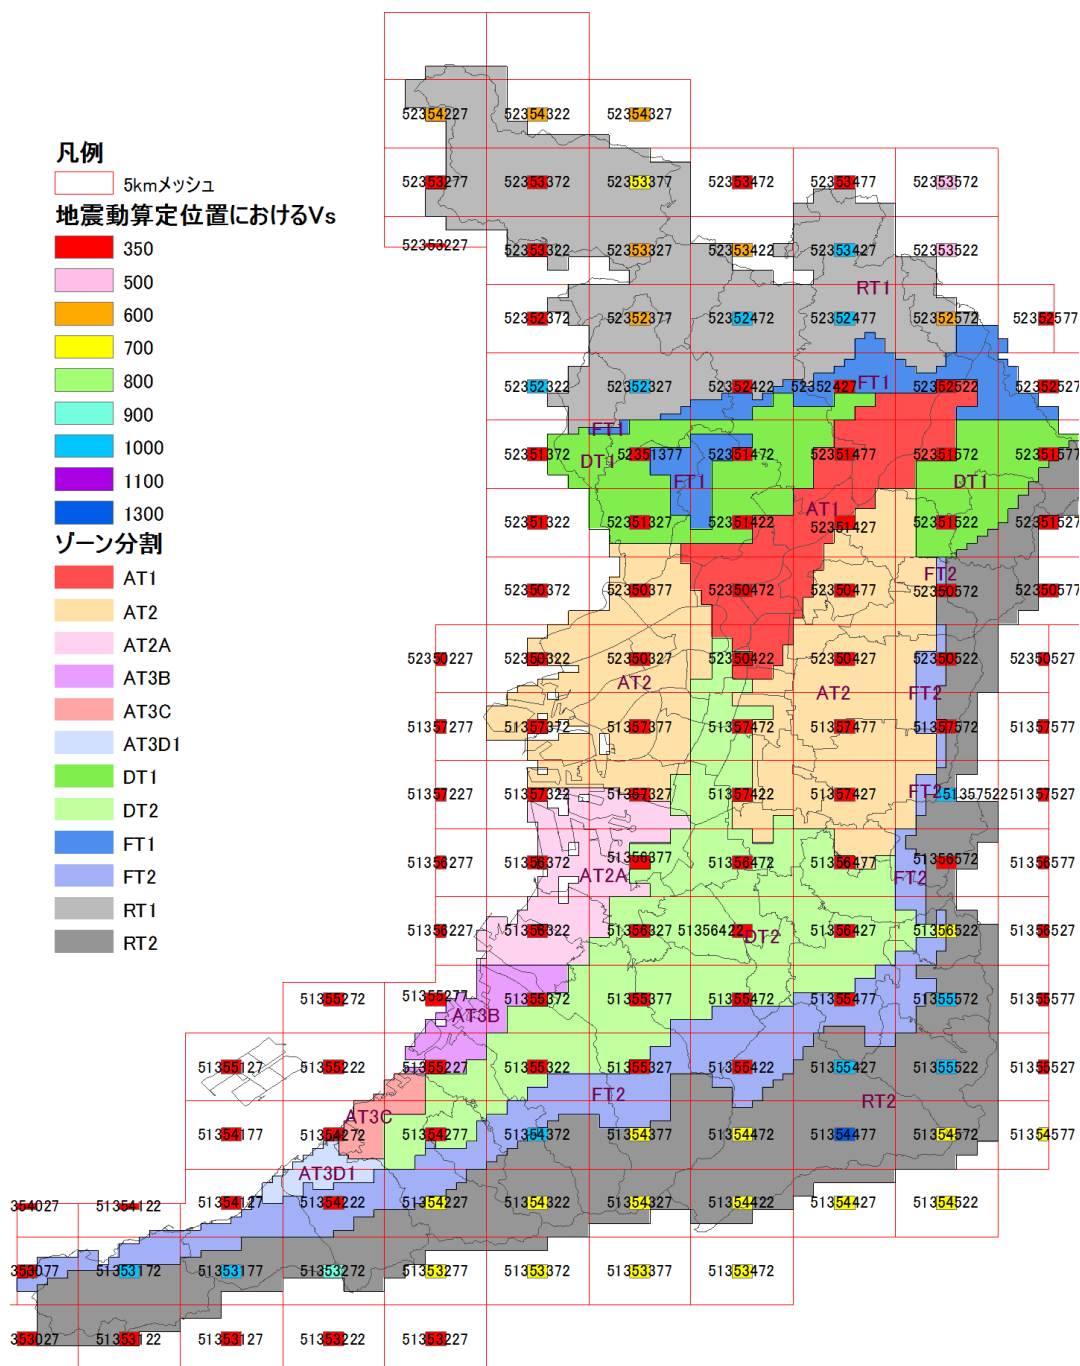 凡例
5kmメッシュ
地震動算定位置におけるVs
350
500
600
700
800
900
1000
1100
1300
ゾーン分割
AT1
AT2
AT2A
AT3B
AT3C
AT3D1
DT1
DT2
FT1
FT2
RT1
RT2
52354227 52354322 52354327
52353277 52353372 52353377 52353472 52353477 52353572
52353227 52353322 52353327 52353422 52353427 52353522
RT1
52352372 52352377 52352472 52352477 52352572 52352577
52352322 52352327 52352422 52352427 FT1 52352522 52352527
FT1
52351372 DT1 52351377 52351472 52351477 52351572 52351577
FT1 DT1
AT1
52351322 52351327 52351422 52351427 52351522 52351527
FT2
52350372 52350377 52350472 52350477 52350572 52350577
52350227 52350322 52350327 52350422 52350427 52350522 52350527
AT2 AT2 FT2
51357277 51357372 51357377 51357472 51357477 51357572 51357577
FT2
51357227 51357322 51357327 51357422 51357427 51357522 51357527
51356277 51356372 51356377 51356472 51356477 51356572 51356577
AT2A FT2
51356227 51356322 51356327 51356422 DT2 51356427 51356522 51356527
51355272 51355277 51355372 51355377 51355472 51355477 51355572 51355577
AT3B
51355127 51355222 51355227 51355322 51355327 51355422 51355427 51355522 51355527
FT2 RT2
AT3C
51354177 51354272 51354277 51354372 51354377 51354472 51354477 51354572 51354577
AT3D1
354027 51354122 51354127 51354222 51354227 51354322 51354327 51354422 51354427 51354522
353077 51353172 51353177 51353272 51353277 51353372 51353377 51353472
353027 51353122 51353127 51353222 51353227